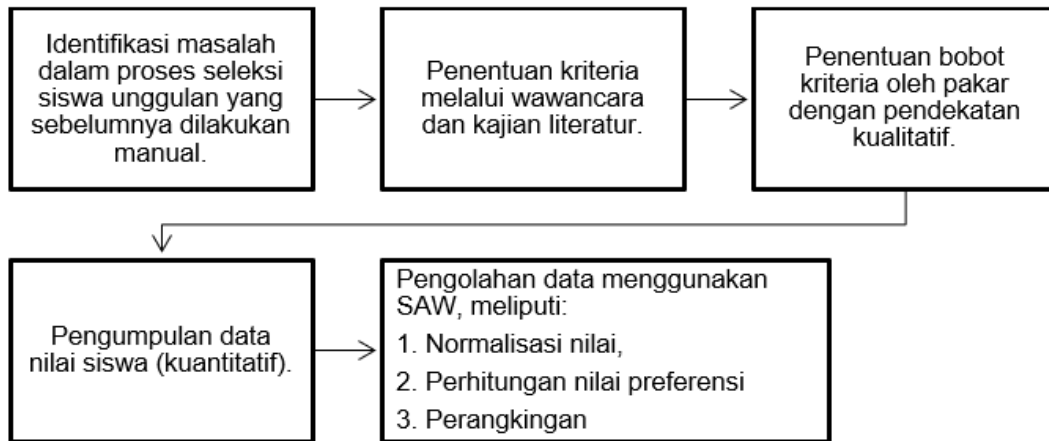 Identifikasi masalah
dalam proses seleksi
siswa unggulan yang
sebelumnya dilakukan
manual.
Penentuan kriteria
melalui wawancara
dan kajian literatur.
Penentuan bobot
kriteria oleh pakar
dengan pendekatan
kualitatif.
Pengumpulan data
nilai siswa (kuantitatif).
Pengolahan data menggunakan
SAW, meliputi:
1. Normalisasi nilai,
2. Perhitungan nilai preferensi
3. Perangkingan